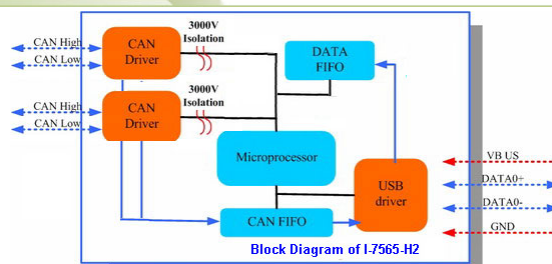 3000V
Isolation
CAN High
CAN Low
CAN
Driver
DATA
FIFO
3000V
Isolation
CAN High
CAN Low
CAN
Driver
Microprocessor
VB US
USB
driver
DATA0+
DATA0-
CAN FIFO
GND
Block Diagram of I-7565-H2